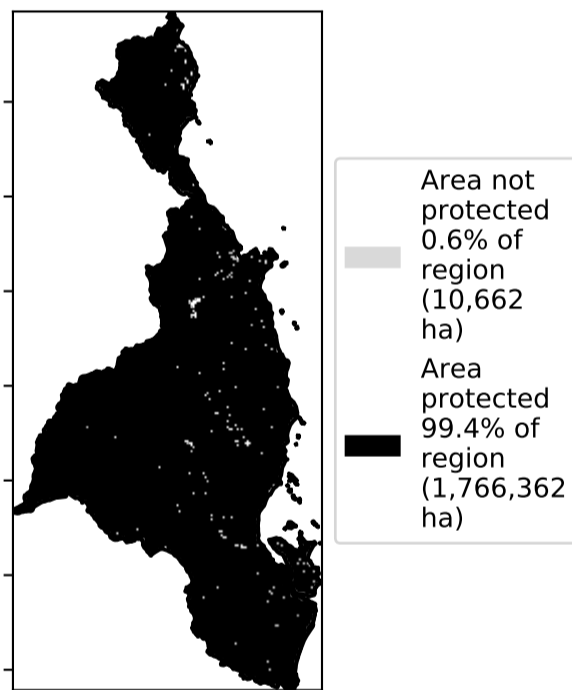 Area not
protected
0.6% of
region
(10,662
ha)
Area
protected
99.4% of
region
(1,766,362
ha)